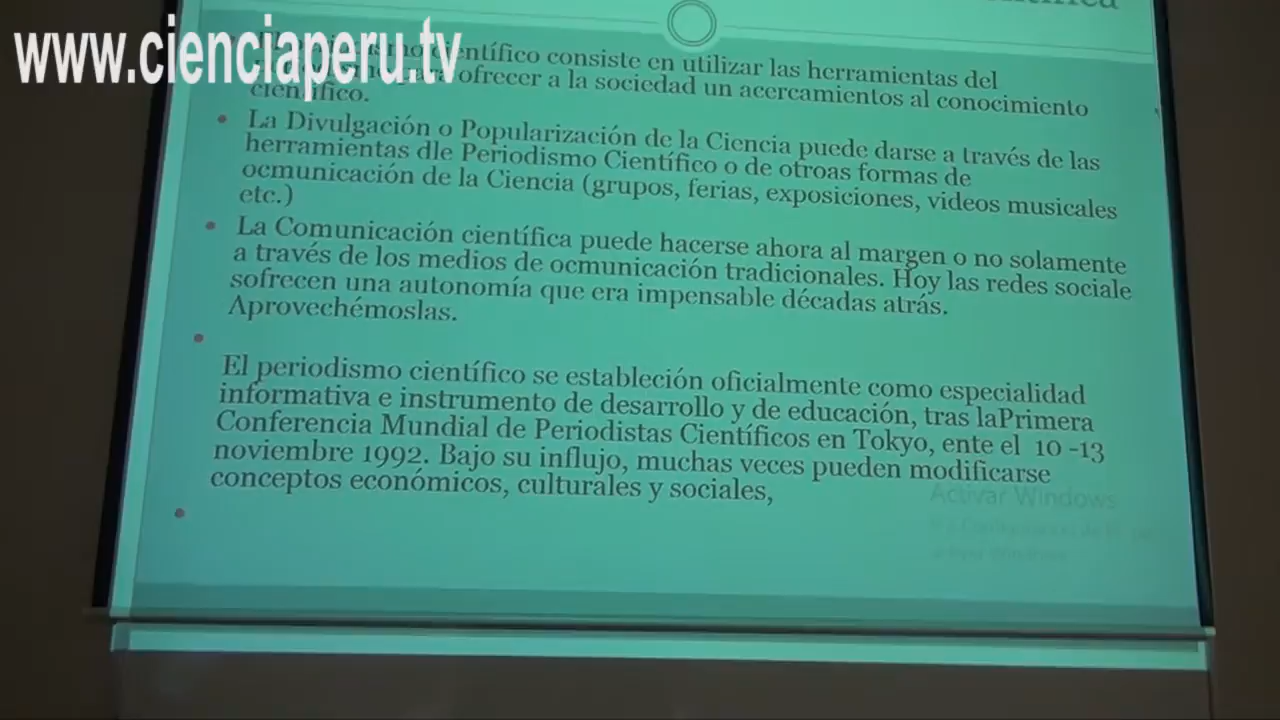 www.cienciaperu.tv
científico consiste en utilizar las herramientas del
ofrecer a la sociedad un acercamientos al conocimiento
científico.
La Divulgación o Popularización de la Ciencia puede darse a través de las
herramientas dle Periodismo Científico o de otroas formas de
ocmunicación de la Ciencia (grupos, ferias, exposiciones, videos musicales
etc.)
La Comunicación científica puede hacerse ahora al margen o no solamente
a través de los medios de ocmunicación tradicionales. Hoy las redes sociale
sofrecen una autonomía que era impensable décadas atrás.
Aprovechémoslas.
El periodismo científico se estableción oficialmente como especialidad
informativa e instrumento de desarrollo y de educación, tras laPrimera
Conferencia Mundial de Periodistas Científicos en Tokyo, ente el 10 -13
noviembre 1992. Bajo su influjo, muchas veces pueden modificarse
conceptos económicos, culturales y sociales,
Activar Windows